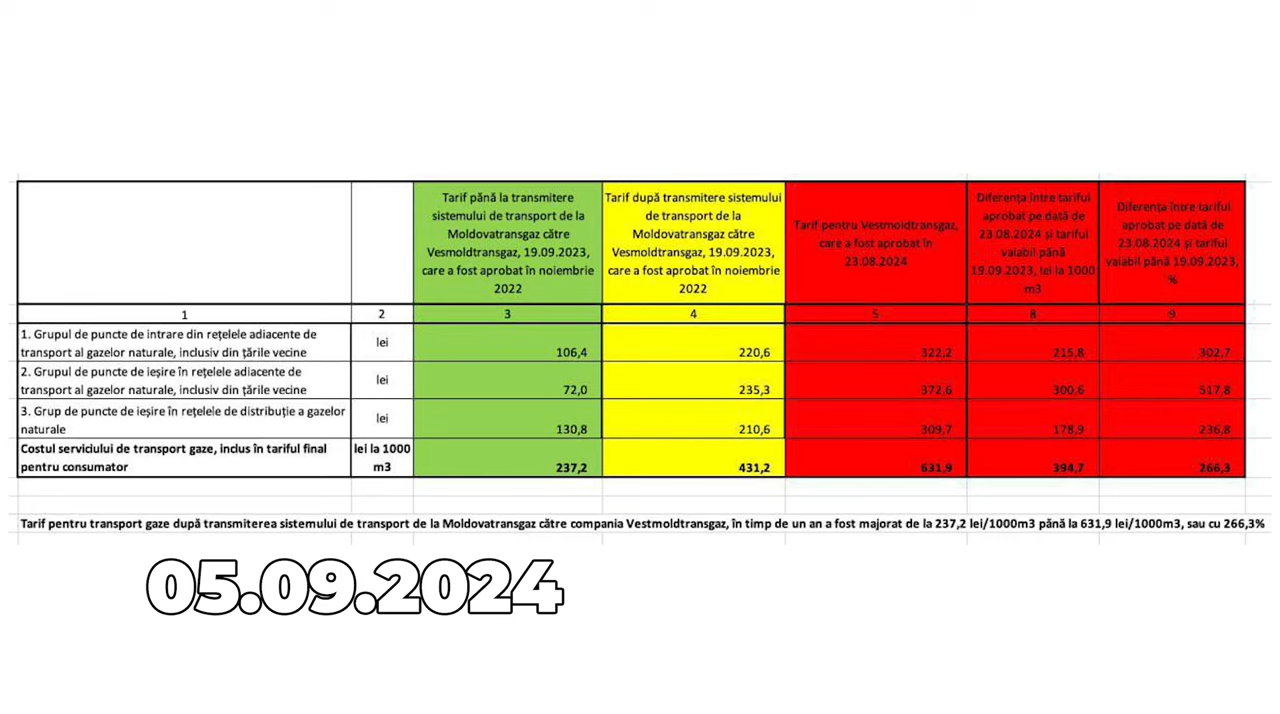 Tarif până la transmitere
sistemului de transport de la
Moldovatransgaz către
Vesmoldtransgaz, 19.09.2023,
care a fost aprobat în noiembrie
2022
Tarif după transmitere sistemului
de transport de la
Moldovatransgaz către
Vesmoldtransgaz, 19.09.2023,
care a fost aprobat în noiembrie
2022
Tarif pentru Vestmoldtransgaz,
care a fost aprobat în
23.08.2024
Diferența între tariful
aprobat pe dată de
23.08.2024 și tariful
valabil până
19.09.2023, lei la 1000
m3
Diferența între tariful
aprobat pe dată de
23.08.2024 și tariful
valabil până 19.09.2023,
%
1 2 3 4 5 8 9
1. Grupul de puncte de intrare din rețelele adiacente de
transport al gazelor naturale, inclusiv din țările vecine
lei 106,4 220,6 322,2 215,8 302,7
2. Grupul de puncte de ieșire în rețelele adiacente de
transport al gazelor naturale, inclusiv din țările vecine
lei 72,0 235,3 372,6 300,6 517,8
3. Grup de puncte de ieșire în rețelele de distribuție a gazelor
naturale
lei 130,8 210,6 309,7 178,9 236,8
Costul serviciului de transport gaze, inclus în tariful final
pentru consumator
lei la 1000
m3
237,2 431,2 631,9 394,7 266,3
Tarif pentru transport gaze după transmiterea sistemului de transport de la Moldovatransgaz către compania Vestmoldtransgaz, în timp de un an a fost majorat de la 237,2 lei/1000m3 până la 631,9 lei/1000m3, sau cu 266,3%
05.09.2024